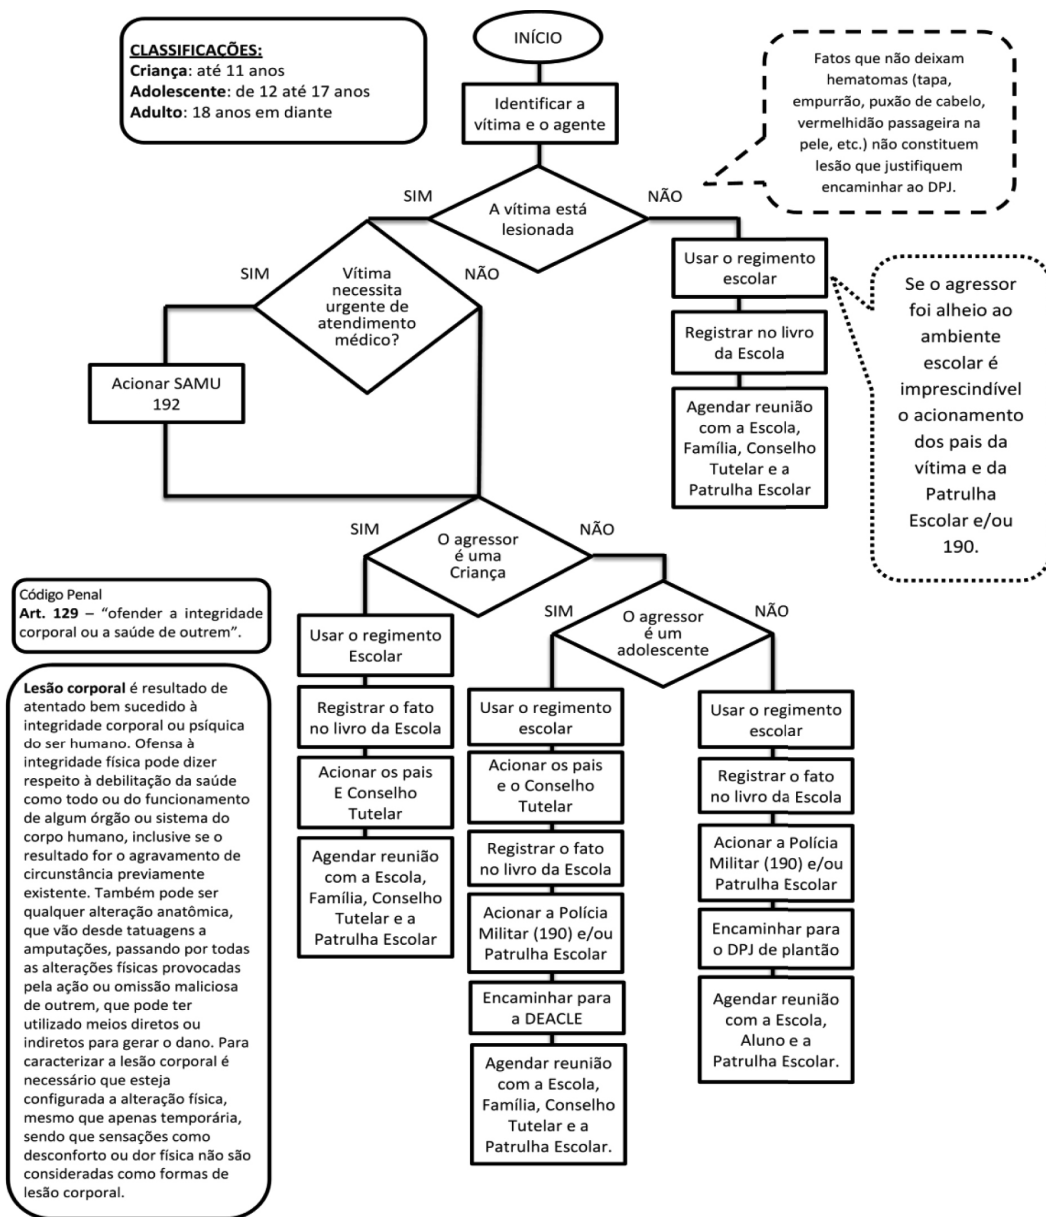 CLASSIFICAÇÕES:
Criança: até 11 anos
Adolescente: de 12 até 17 anos
Adulto: 18 anos em diante
INÍCIO
Identificar a
vítima e o agente
Fatos que não deixam
hematomas (tapa,
empurrão, puxão de cabelo,
vermelhidão passageira na
pele, etc.) não constituem
lesão que justifiquem
encaminhar ao DPJ.
SIM
A vítima está
lesionada
NÃO
SIM
Vítima
necessita
urgente de
atendimento
médico?
NÃO
Usar o regimento
escolar
Registrar no livro
da Escola
Agendar reunião
com a Escola,
Família, Conselho
Tutelar e a
Patrulha Escolar
Se o agressor
foi alheio ao
ambiente
escolar é
imprescindível
o acionamento
dos pais da
vítima e da
Patrulha
Escolar e/ou
190.
Acionar SAMU
192
SIM
O agressor
é uma
Criança
NÃO
Código Penal
Art. 129 – “ofender a integridade
corporal ou a saúde de outrem”.
Lesão corporal é resultado de
atentado bem sucedido à
integridade corporal ou psíquica
do ser humano. Ofensa à
integridade física pode dizer
respeito à debilitação da saúde
como todo ou do funcionamento
de algum órgão ou sistema do
corpo humano, inclusive se o
resultado for o agravamento de
circunstância previamente
existente. Também pode ser
qualquer alteração anatômica,
que vão desde tatuagens a
amputações, passando por todas
as alterações físicas provocadas
pela ação ou omissão maliciosa
de outrem, que pode ter
utilizado meios diretos ou
indiretos para gerar o dano. Para
caracterizar a lesão corporal é
necessário que esteja
configurada a alteração física,
mesmo que apenas temporária,
sendo que sensações como
desconforto ou dor física não são
consideradas como formas de
lesão corporal.
Usar o regimento
Escolar
Registrar o fato
no livro da Escola
Acionar os pais
E Conselho
Tutelar
Agendar reunião
com a Escola,
Família, Conselho
Tutelar e a
Patrulha Escolar
SIM
O agressor
é um
adolescente
NÃO
Usar o regimento
escolar
Acionar os pais
e o Conselho
Tutelar
Registrar o fato
no livro da Escola
Acionar a Polícia
Militar (190) e/ou
Patrulha Escolar
Encaminhar para
a DEACLE
Agendar reunião
com a Escola,
Família, Conselho
Tutelar e a
Patrulha Escolar.
Usar o regimento
escolar
Registrar o fato
no livro da Escola
Acionar a Polícia
Militar (190) e/ou
Patrulha Escolar
Encaminhar para
o DPJ de plantão
Agendar reunião
com a Escola,
Aluno e a
Patrulha Escolar.